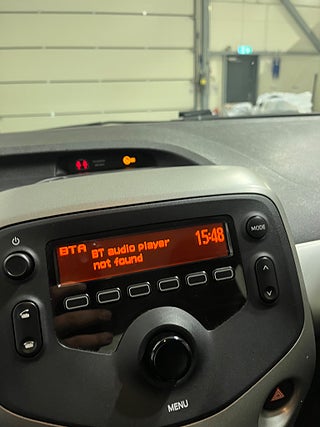 BTA BT audio player 15:48
not found
MODE
MENU